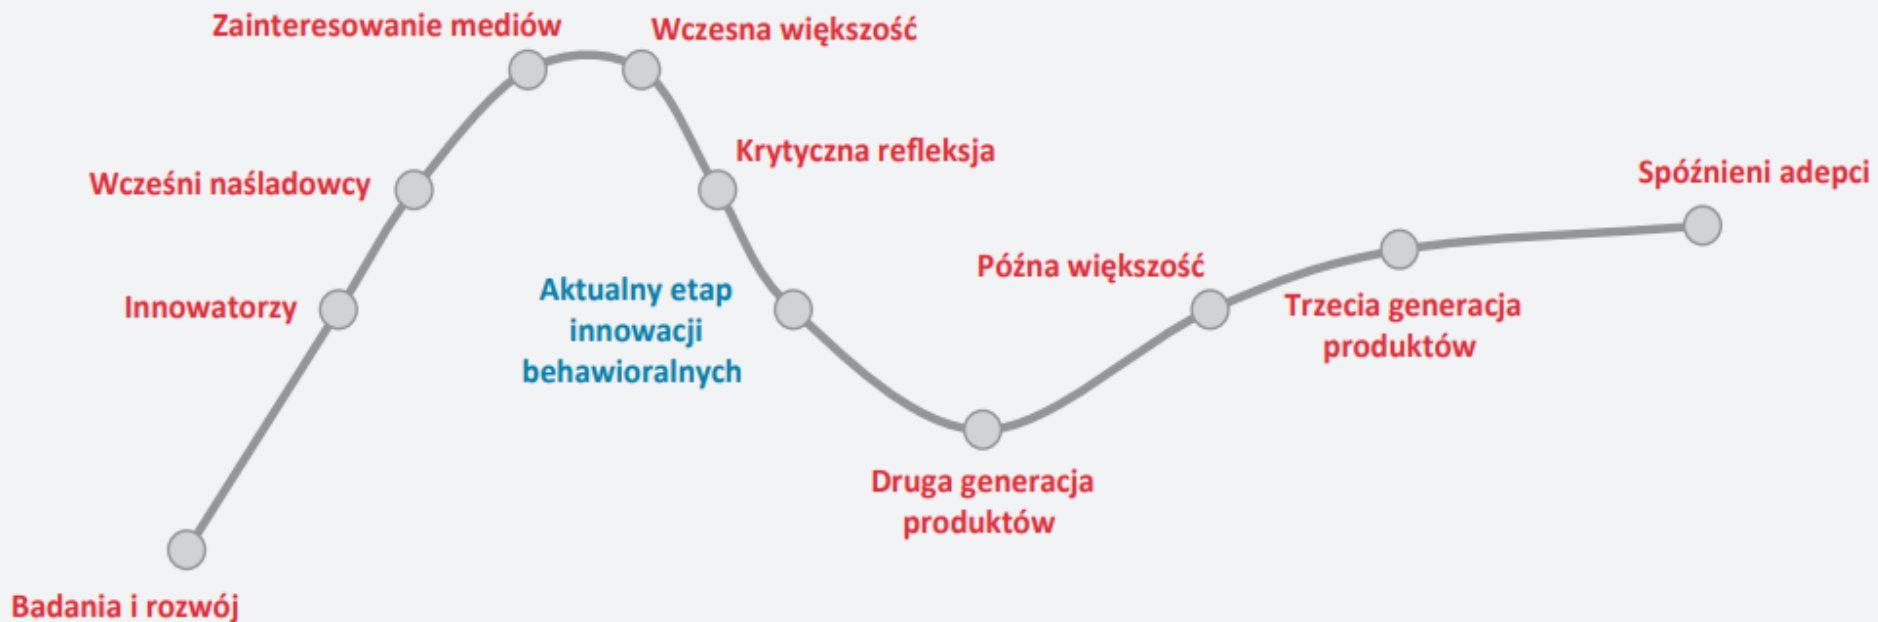 Zainteresowanie mediów
Wczesna większość
Krytyczna refleksja
Wcześni naśladowcy
Spóźnieni adepci
Innowatorzy
Aktualny etap
innowacji
behawioralnych
Późna większość
Trzecia generacja
produktów
Druga generacja
produktów
Badania i rozwój